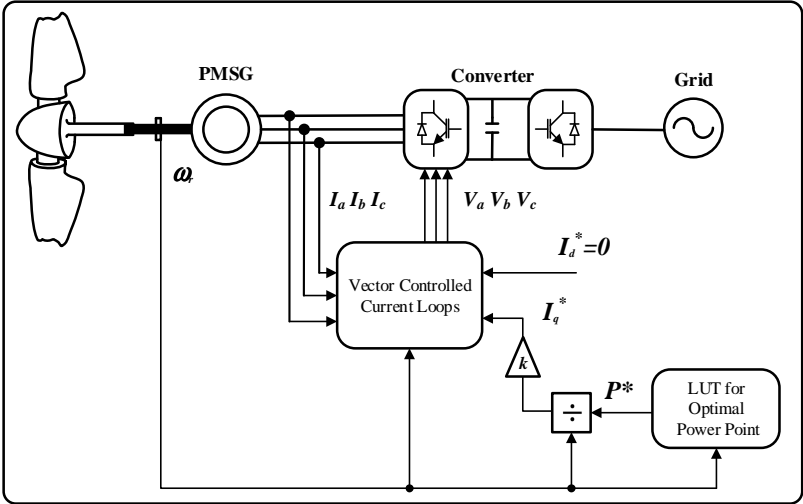 PMSG
Converter
Grid
ωr
Ia Ib Ic
Va Vb Vc
Id*=0
Vector Controlled
Current Loops
Iq*
k
÷
P*
LUT for
Optimal
Power Point